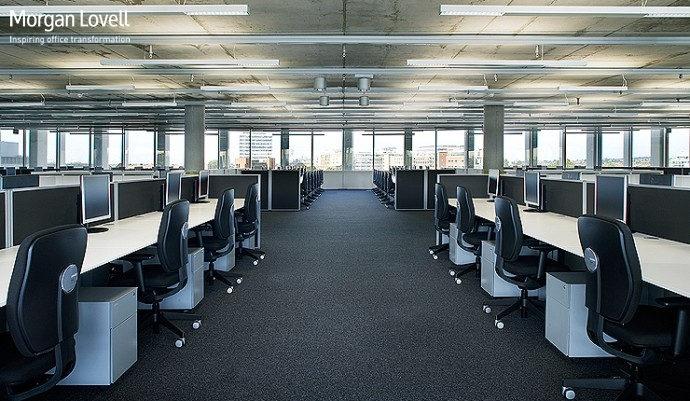 Morgan Lovell
Inspiring office transformation